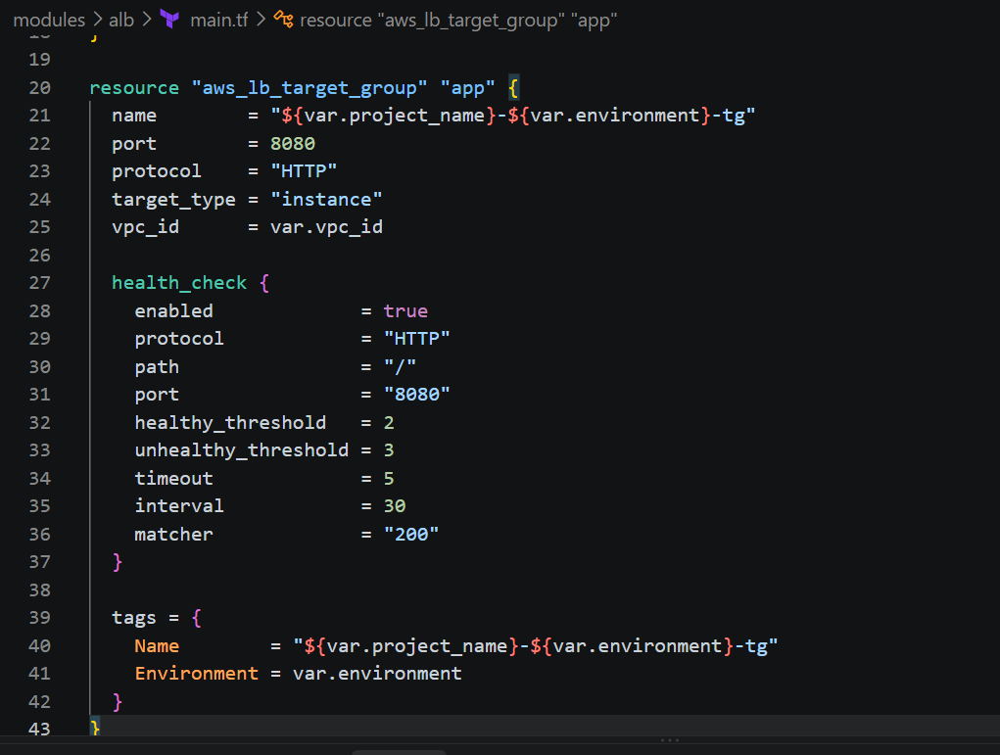 modules > alb > main.tf > resource "aws_lb_target_group" "app"
18 }
19
20 resource "aws_lb_target_group" "app" {
21   name        = "${var.project_name}-${var.environment}-tg"
22   port        = 8080
23   protocol    = "HTTP"
24   target_type = "instance"
25   vpc_id      = var.vpc_id
26
27   health_check {
28     enabled             = true
29     protocol            = "HTTP"
30     path                = "/"
31     port                = "8080"
32     healthy_threshold   = 2
33     unhealthy_threshold = 3
34     timeout             = 5
35     interval            = 30
36     matcher             = "200"
37   }
38
39   tags = {
40     Name        = "${var.project_name}-${var.environment}-tg"
41     Environment = var.environment
42   }
43 }